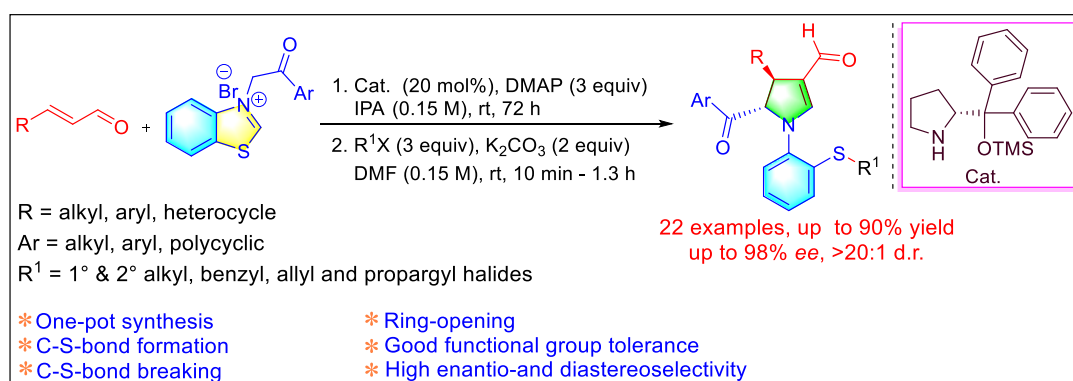 R
O
+
Br
⊖
N
+
S
O
Ar
1. Cat. (20 mol%), DMAP (3 equiv)
IPA (0.15 M), rt, 72 h
2. R¹X (3 equiv), K₂CO₃ (2 equiv)
DMF (0.15 M), rt, 10 min - 1.3 h
H
O
R
Ar
O
N
S
R¹
N
H
OTMS
Cat.
R = alkyl, aryl, heterocycle
Ar = alkyl, aryl, polycyclic
R¹ = 1° & 2° alkyl, benzyl, allyl and propargyl halides
22 examples, up to 90% yield
up to 98% ee, >20:1 d.r.
* One-pot synthesis
* C-S-bond formation
* C-S-bond breaking
* Ring-opening
* Good functional group tolerance
* High enantio-and diastereoselectivity